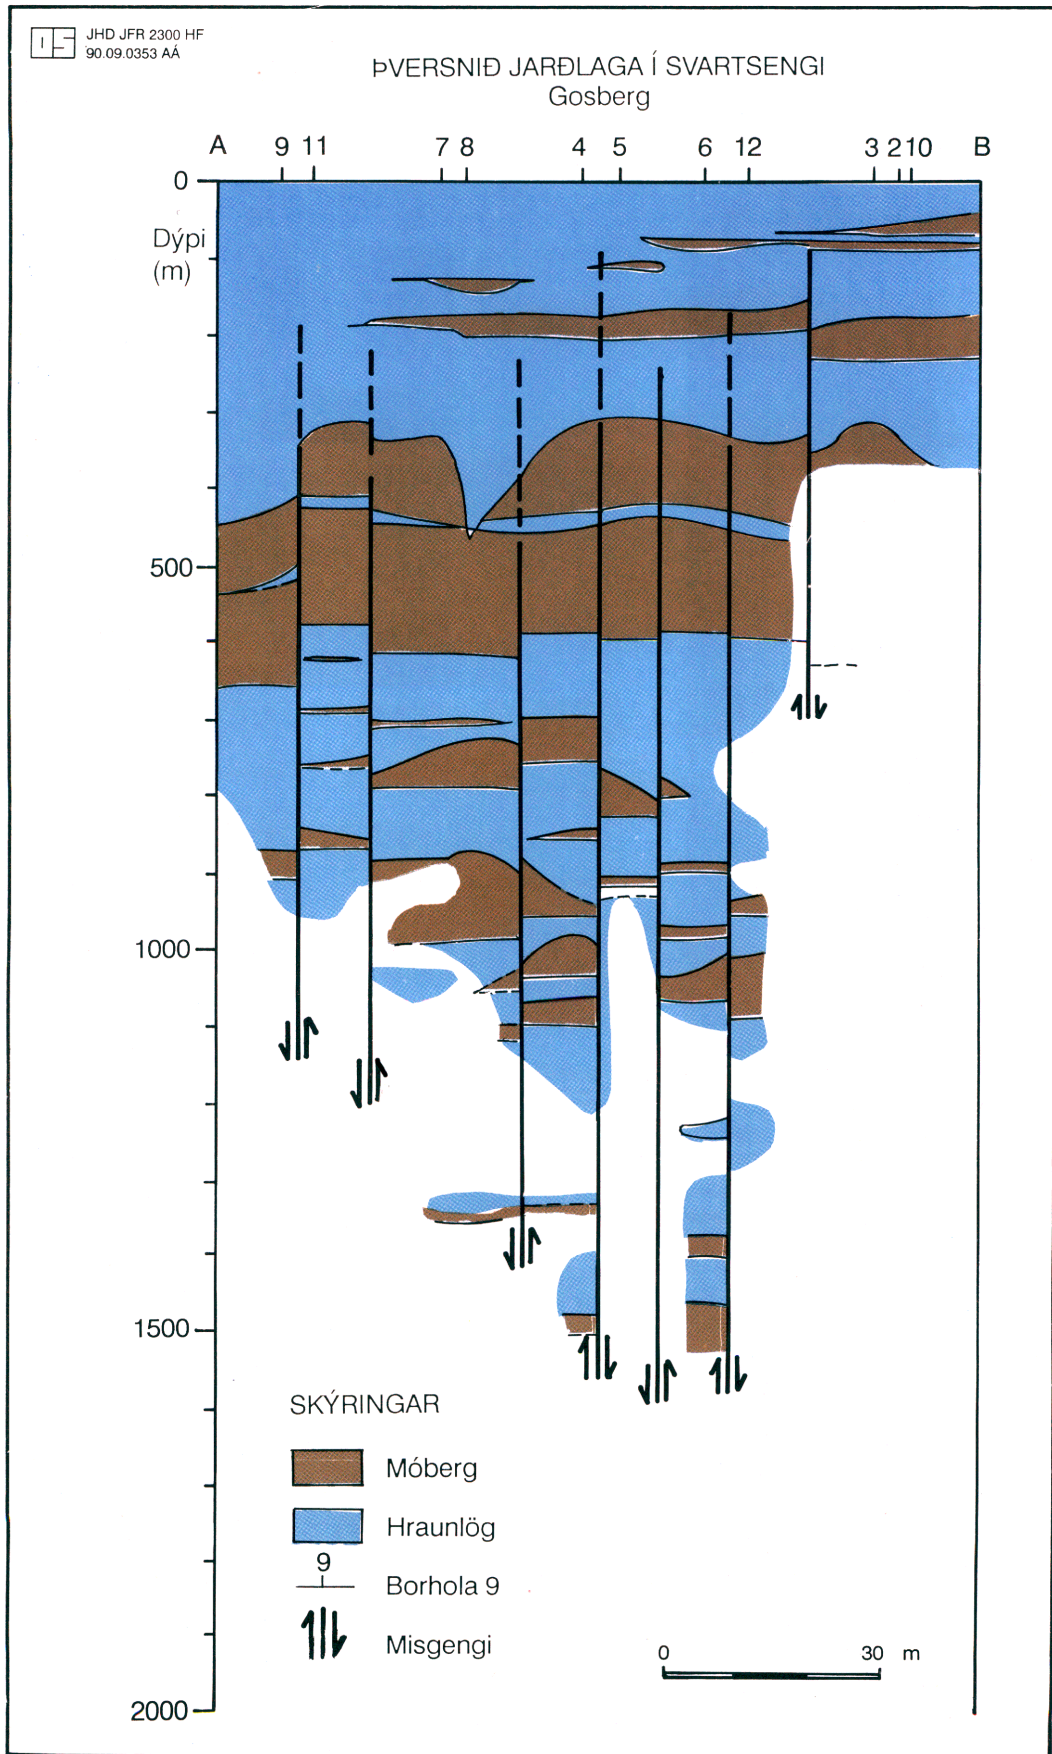 OS JHD JFR 2300 HF
90.09.0353 AÁ
ÞVERSNIÐ JARÐLAGA Í SVARTSENGI
Gosberg
A 9 11 7 8 4 5 6 12 3 2 10 B
0
Dýpi
(m)
500
1000
1500
SKÝRINGAR
Móberg
Hraunlög
9
Borhola 9
Misgengi
0 30 m
2000